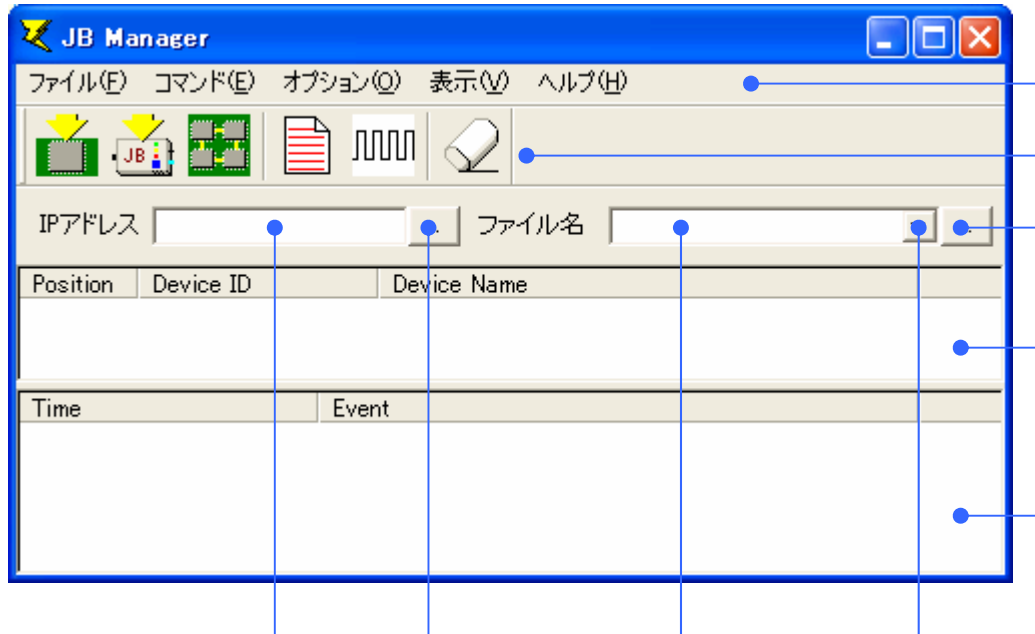 JB Manager
ファイル(F) コマンド(E) オプション(O) 表示(V) ヘルプ(H)
JB
IPアドレス ファイル名
Position Device ID Device Name
Time Event